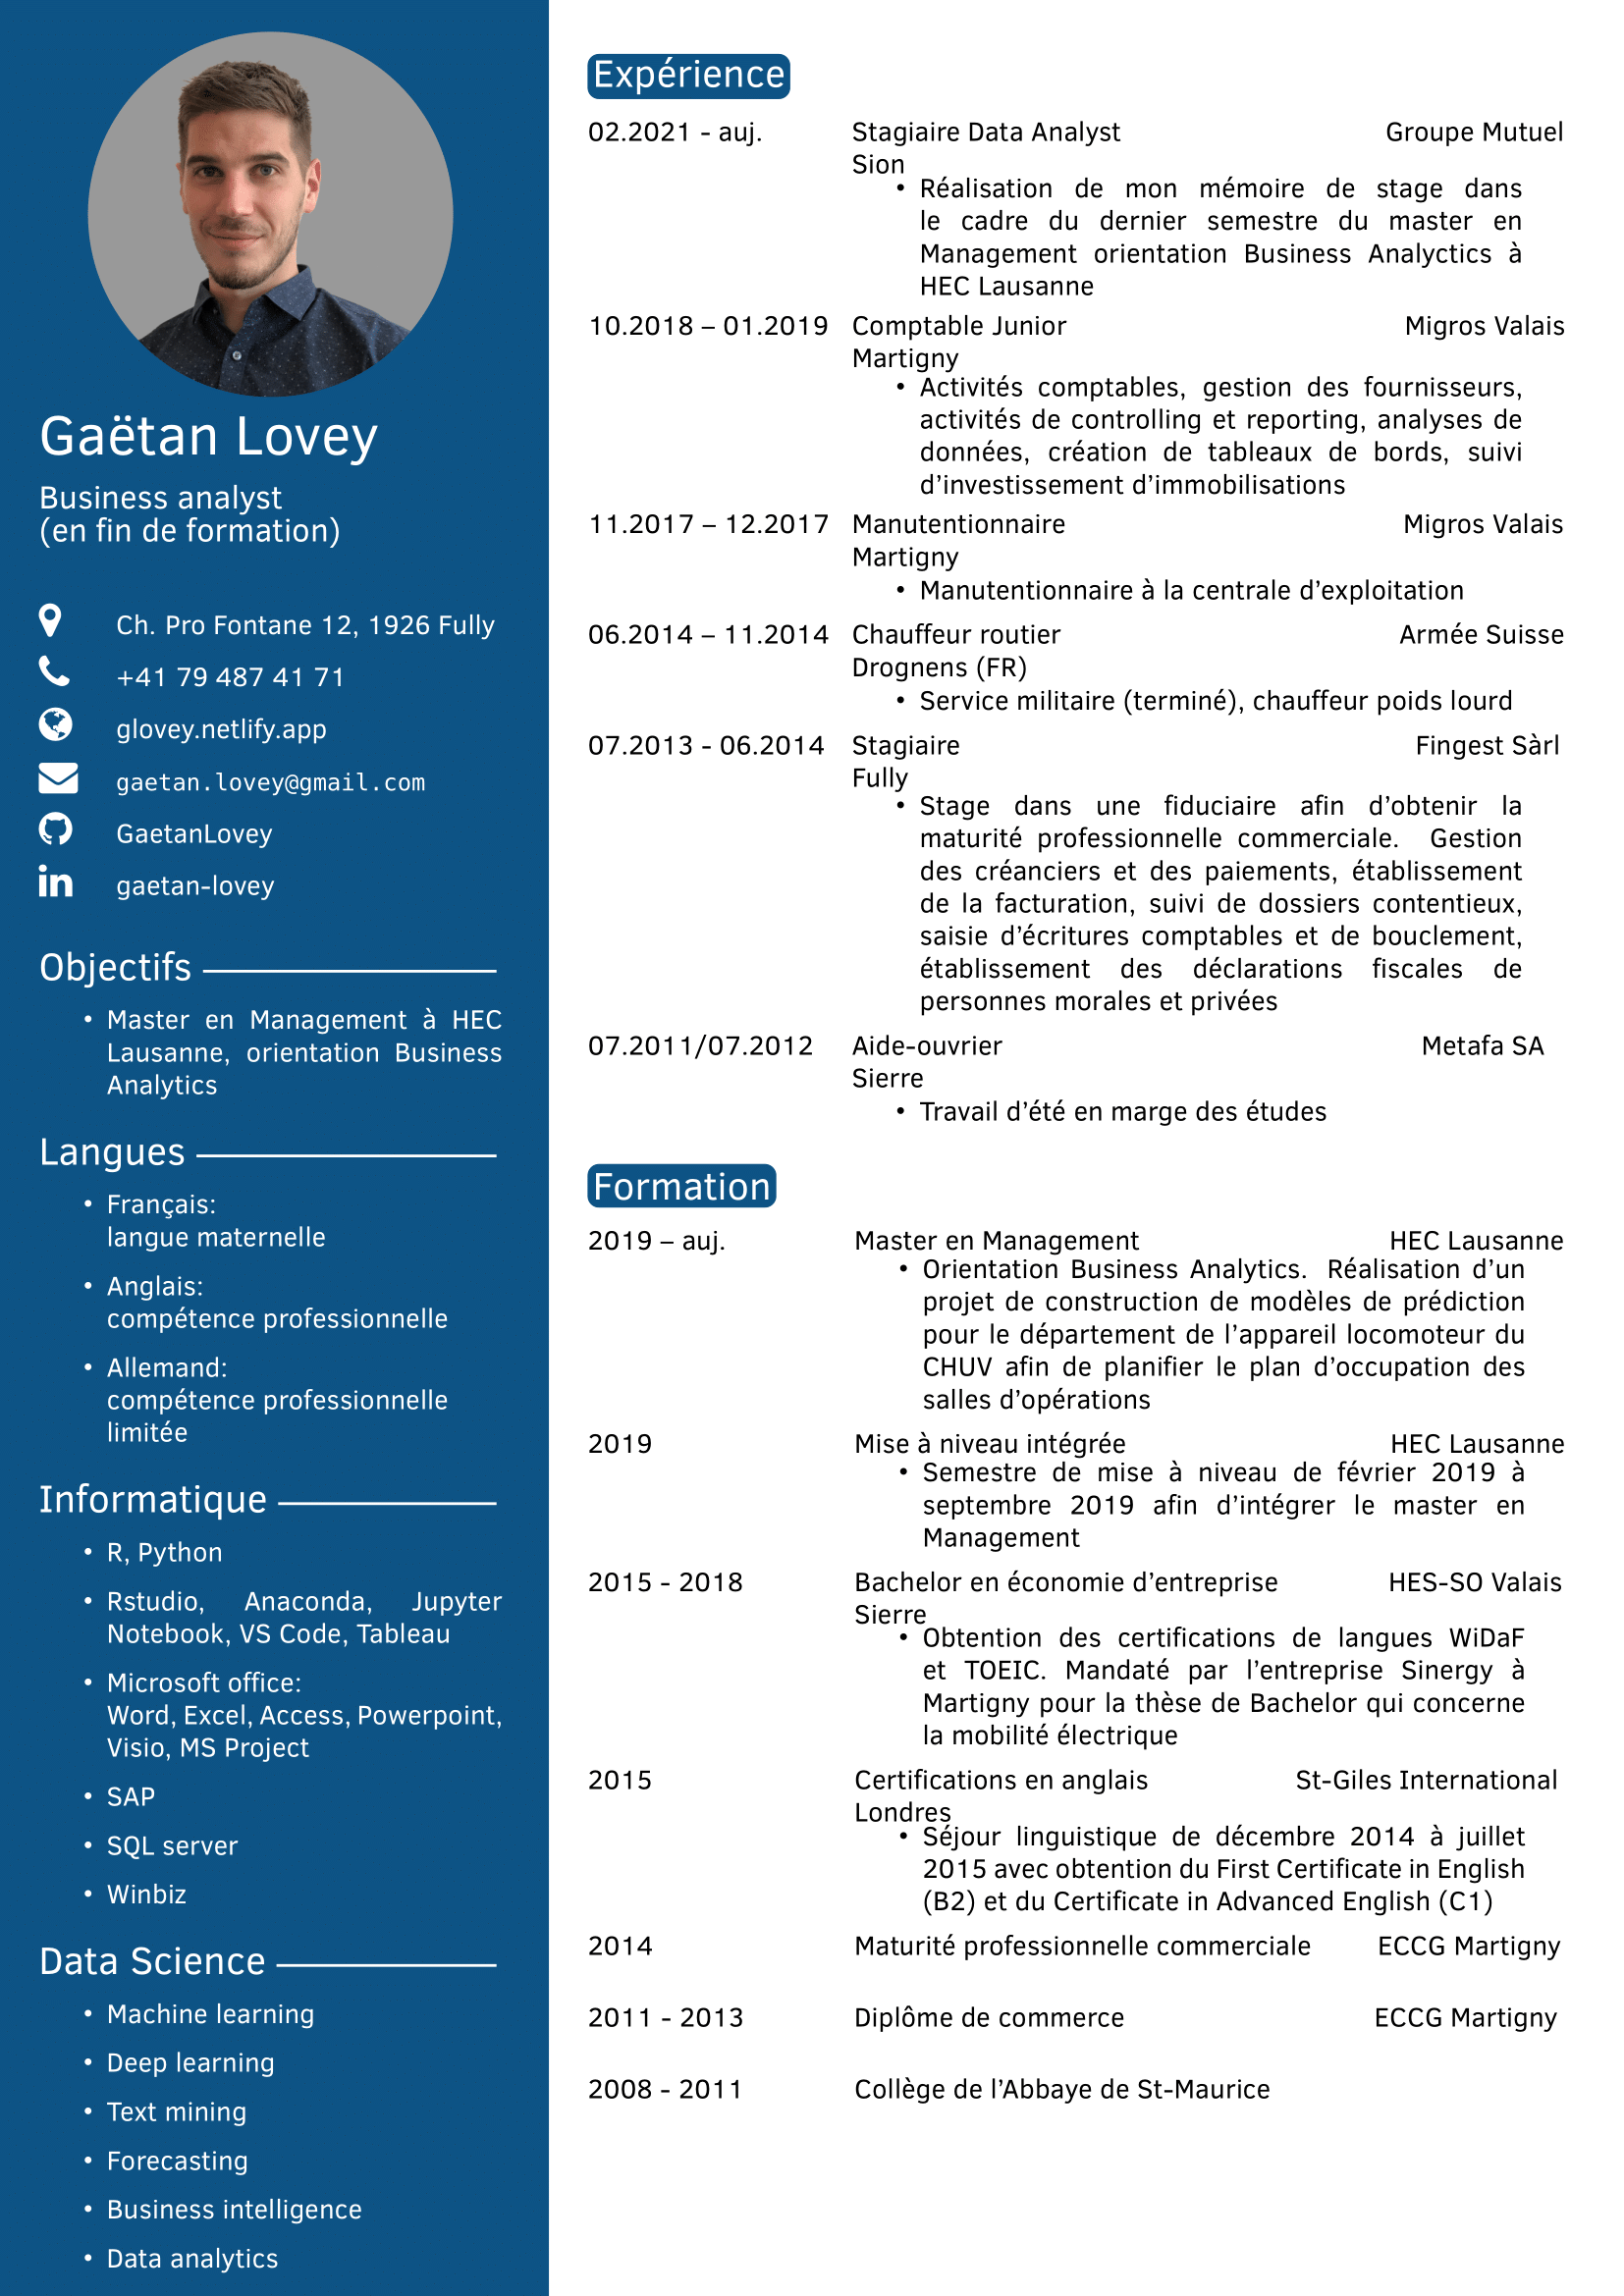 Gaëtan Lovey
Business analyst
(en fin de formation)
Ch. Pro Fontane 12, 1926 Fully
+41 79 487 41 71
glovey.netlify.app
gaetan.lovey@gmail.com
GaetanLovey
gaetan-lovey
Objectifs
• Master en Management à HEC
Lausanne, orientation Business
Analytics
Langues
• Français:
langue maternelle
• Anglais:
compétence professionnelle
• Allemand:
compétence professionnelle
limitée
Informatique
• R, Python
• Rstudio, Anaconda, Jupyter
Notebook, VS Code, Tableau
• Microsoft office:
Word, Excel, Access, Powerpoint,
Visio, MS Project
• SAP
• SQL server
• Winbiz
Data Science
• Machine learning
• Deep learning
• Text mining
• Forecasting
• Business intelligence
• Data analytics
Expérience
02.2021 - auj. Stagiaire Data Analyst Groupe Mutuel
Sion
• Réalisation de mon mémoire de stage dans
le cadre du dernier semestre du master en
Management orientation Business Analyctics à
HEC Lausanne
10.2018 – 01.2019 Comptable Junior Migros Valais
Martigny
• Activités comptables, gestion des fournisseurs,
activités de controlling et reporting, analyses de
données, création de tableaux de bords, suivi
d'investissement d'immobilisations
11.2017 – 12.2017 Manutentionnaire Migros Valais
Martigny
• Manutentionnaire à la centrale d'exploitation
06.2014 – 11.2014 Chauffeur routier Armée Suisse
Drognens (FR)
• Service militaire (terminé), chauffeur poids lourd
07.2013 - 06.2014 Stagiaire Fingest Sàrl
Fully
• Stage dans une fiduciaire afin d'obtenir la
maturité professionnelle commerciale. Gestion
des créanciers et des paiements, établissement
de la facturation, suivi de dossiers contentieux,
saisie d'écritures comptables et de bouclement,
établissement des déclarations fiscales de
personnes morales et privées
07.2011/07.2012 Aide-ouvrier Metafa SA
Sierre
• Travail d'été en marge des études
Formation
2019 – auj. Master en Management HEC Lausanne
• Orientation Business Analytics. Réalisation d'un
projet de construction de modèles de prédiction
pour le département de l'appareil locomoteur du
CHUV afin de planifier le plan d'occupation des
salles d'opérations
2019 Mise à niveau intégrée HEC Lausanne
• Semestre de mise à niveau de février 2019 à
septembre 2019 afin d'intégrer le master en
Management
2015 - 2018 Bachelor en économie d'entreprise HES-SO Valais
Sierre
• Obtention des certifications de langues WiDaF
et TOEIC. Mandaté par l'entreprise Sinergy à
Martigny pour la thèse de Bachelor qui concerne
la mobilité électrique
2015 Certifications en anglais St-Giles International
Londres
• Séjour linguistique de décembre 2014 à juillet
2015 avec obtention du First Certificate in English
(B2) et du Certificate in Advanced English (C1)
2014 Maturité professionnelle commerciale ECCG Martigny
2011 - 2013 Diplôme de commerce ECCG Martigny
2008 - 2011 Collège de l'Abbaye de St-Maurice